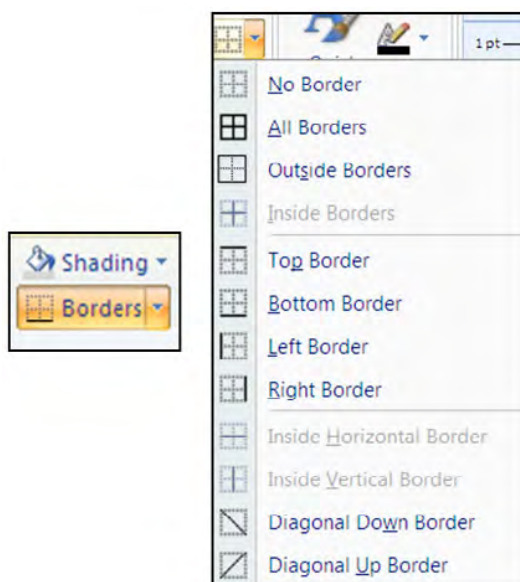 Shading
Borders
1 pt
No Border
All Borders
Outside Borders
Inside Borders
Top Border
Bottom Border
Left Border
Right Border
Inside Horizontal Border
Inside Vertical Border
Diagonal Down Border
Diagonal Up Border